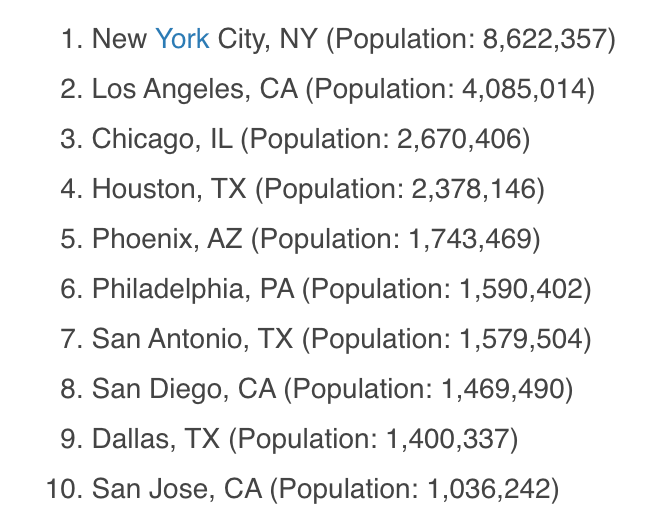 1. New York City, NY (Population: 8,622,357)
2. Los Angeles, CA (Population: 4,085,014)
3. Chicago, IL (Population: 2,670,406)
4. Houston, TX (Population: 2,378,146)
5. Phoenix, AZ (Population: 1,743,469)
6. Philadelphia, PA (Population: 1,590,402)
7. San Antonio, TX (Population: 1,579,504)
8. San Diego, CA (Population: 1,469,490)
9. Dallas, TX (Population: 1,400,337)
10. San Jose, CA (Population: 1,036,242)